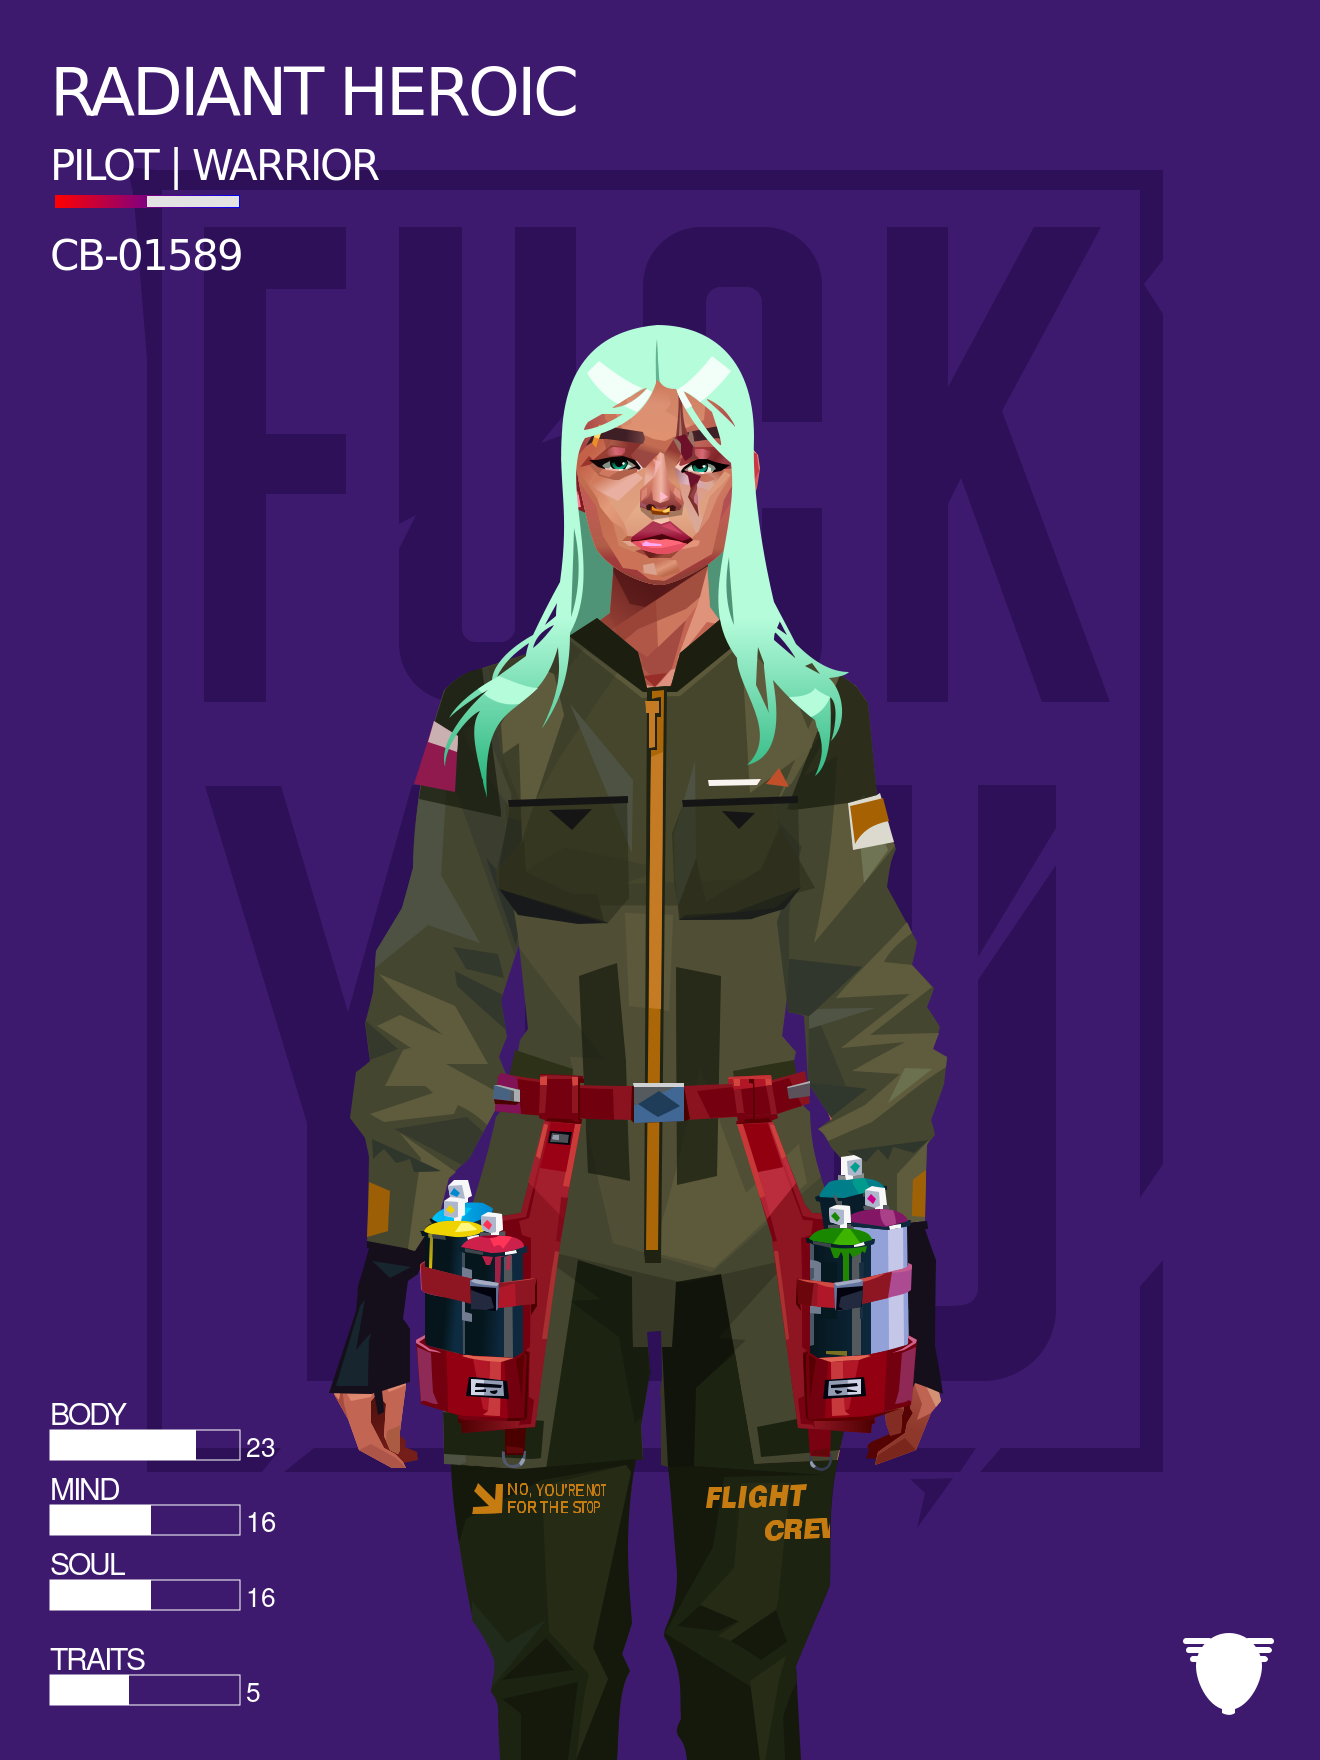 RADIANT HEROIC
PILOT | WARRIOR
CB-01589
FUCK
YOU
BODY
23
MIND
16
SOUL
16
TRAITS
5
NO, YOU'RE NOT
FOR THE STOP
FLIGHT
CREW